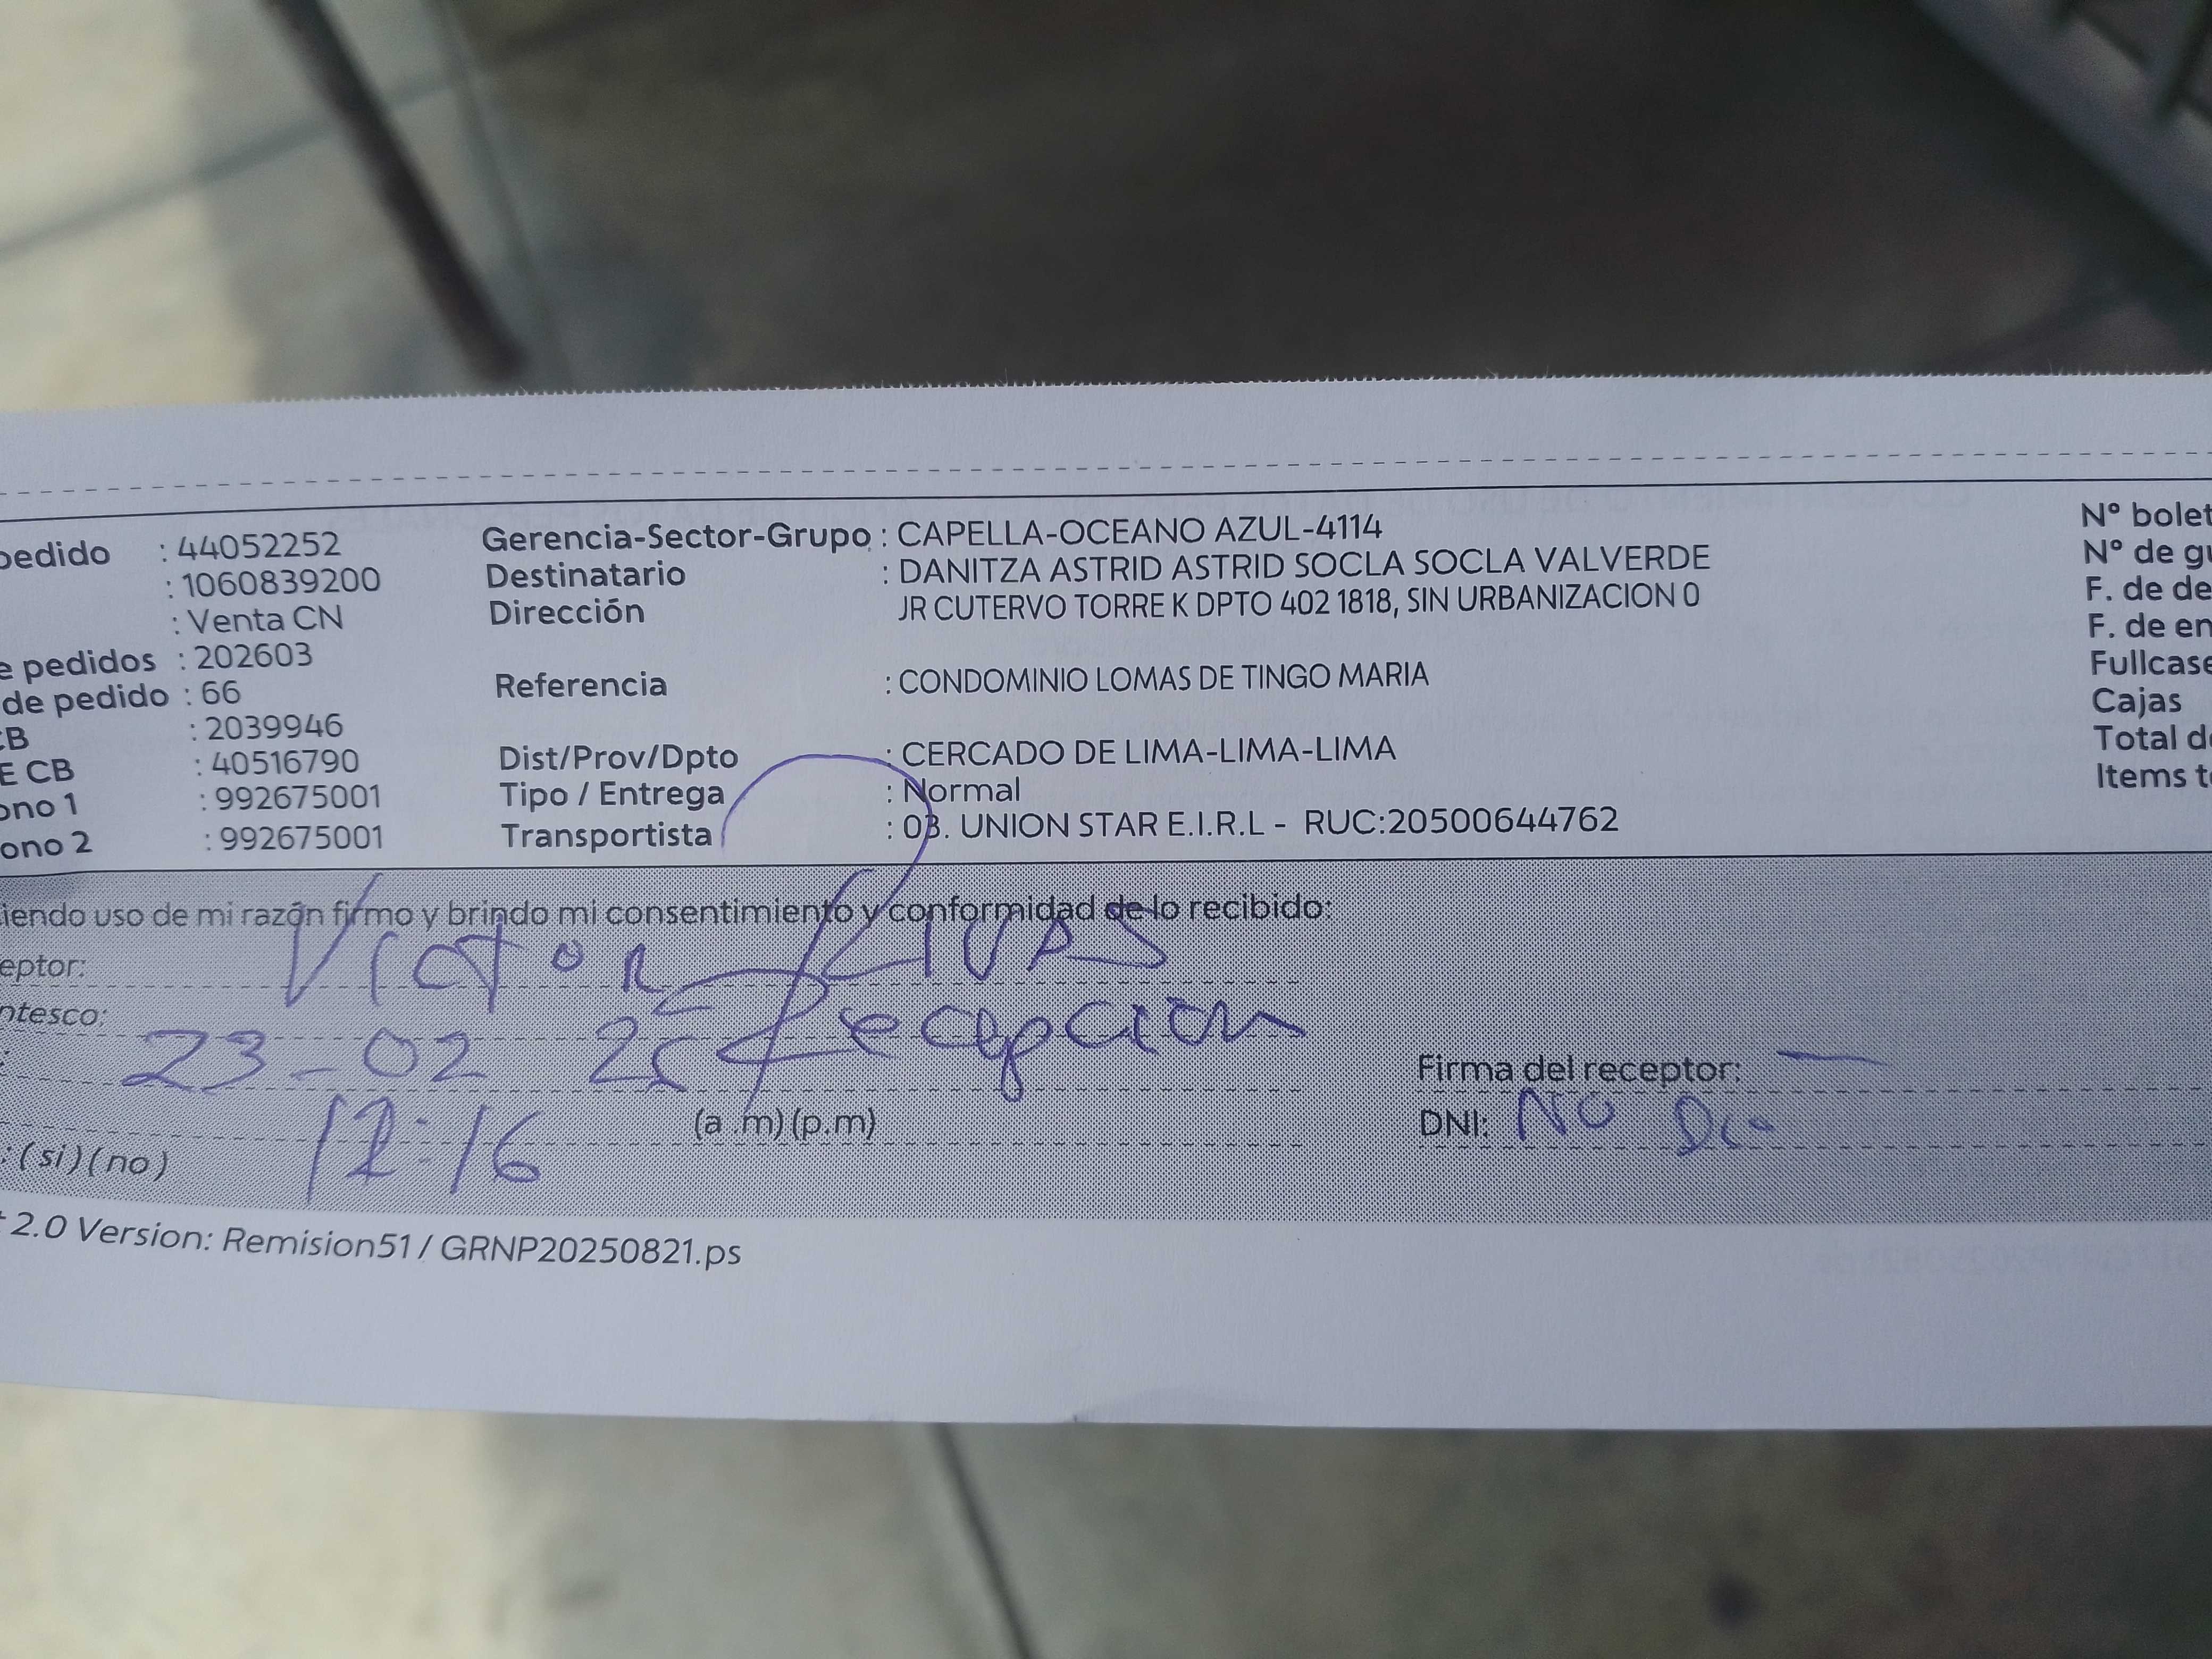 pedido : 44052252
: 1060839200
: Venta CN
e pedidos : 202603
de pedido : 66
CB : 2039946
E CB : 40516790
ono 1 : 992675001
ono 2 : 992675001
Gerencia-Sector-Grupo : CAPELLA-OCEANO AZUL-4114
Destinatario : DANITZA ASTRID ASTRID SOCLA SOCLA VALVERDE
Dirección JR CUTERVO TORRE K DPTO 402 1818, SIN URBANIZACION 0
Referencia : CONDOMINIO LOMAS DE TINGO MARIA
Dist/Prov/Dpto : CERCADO DE LIMA-LIMA-LIMA
Tipo / Entrega : Normal
Transportista : 03. UNION STAR E.I.R.L - RUC:20500644762
Nº bolet
Nº de gu
F. de de
F. de en
Fullcase
Cajas
Total de
Items t
iendo uso de mi razón firmo y brindo mi consentimiento y conformidad de lo recibido:
eptor: Victor
ntesco: Recepcion
23-02
12:16 (a .m) (p.m)
: (si) (no)
Firma del receptor:
DNI: NO Dio
2.0 Version: Remision51 / GRNP20250821.ps